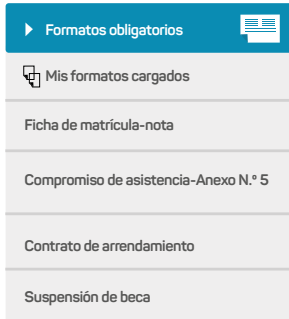 Formatos obligatorios
Mis formatos cargados
Ficha de matrícula-nota
Compromiso de asistencia-Anexo N.° 5
Contrato de arrendamiento
Suspensión de beca